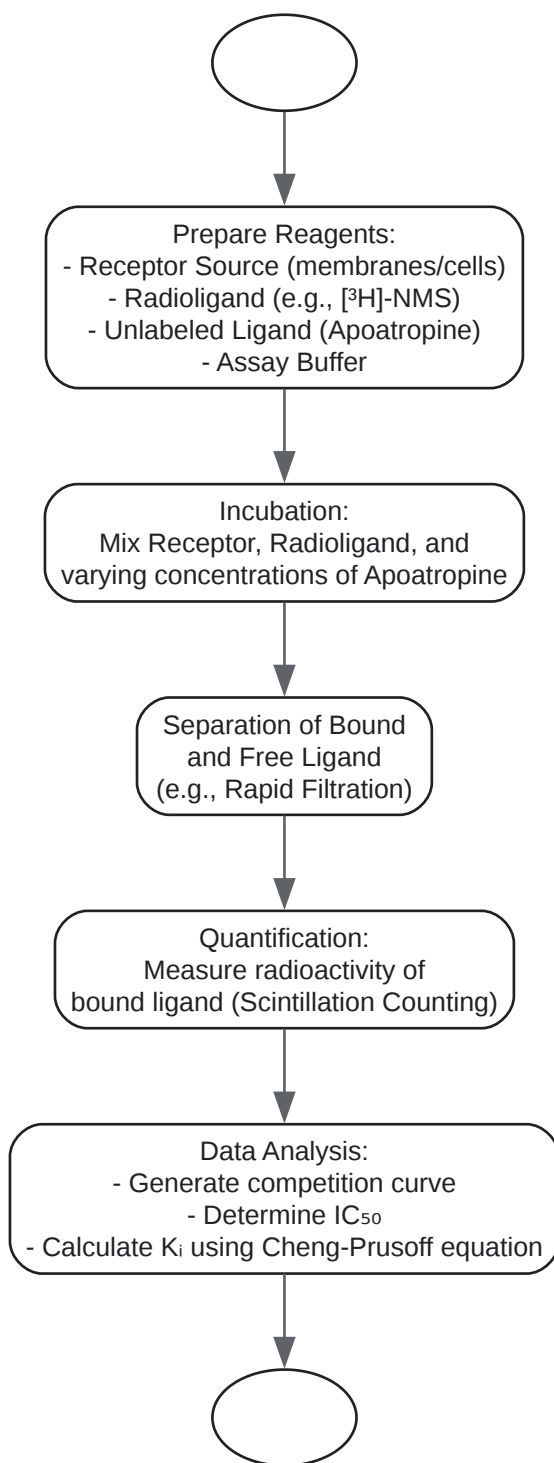 Prepare Reagents:
- Receptor Source (membranes/cells)
- Radioligand (e.g., [³H]-NMS)
- Unlabeled Ligand (Apoatropine)
- Assay Buffer
Incubation:
Mix Receptor, Radioligand, and
varying concentrations of Apoatropine
Separation of Bound
and Free Ligand
(e.g., Rapid Filtration)
Quantification:
Measure radioactivity of
bound ligand (Scintillation Counting)
Data Analysis:
- Generate competition curve
- Determine IC₅₀
- Calculate Kᵢ using Cheng-Prusoff equation